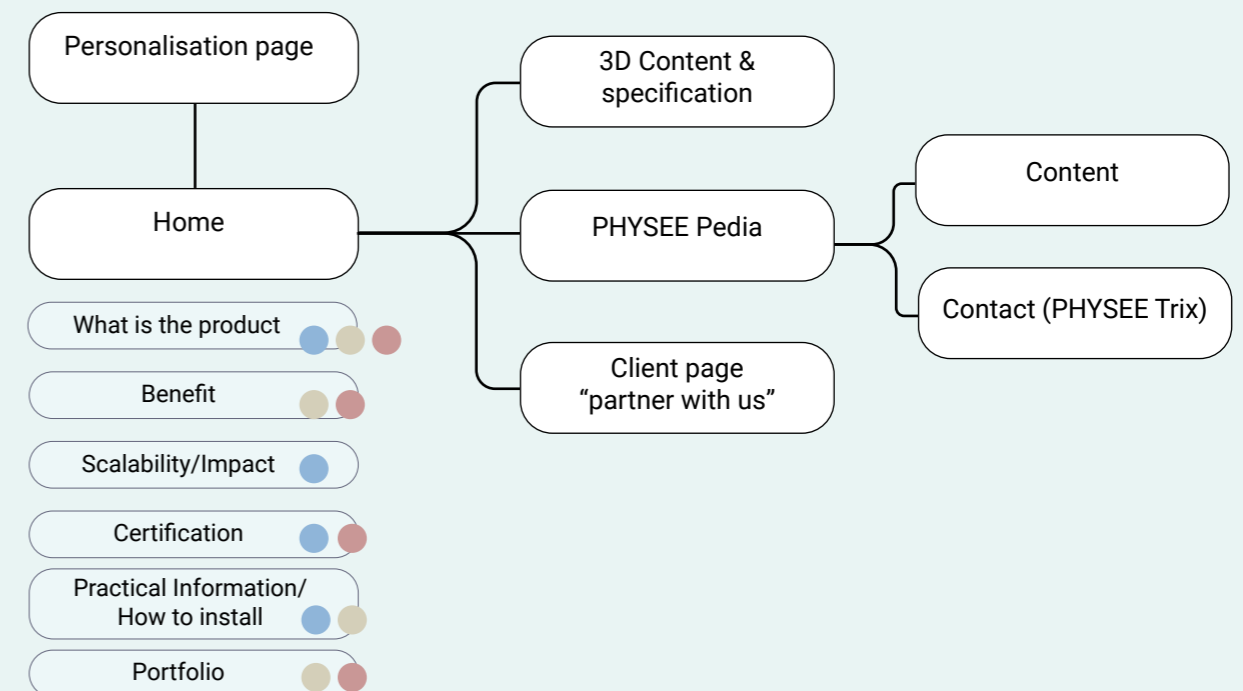 Personalisation page
Home
What is the product
Benefit
Scalability/Impact
Certification
Practical Information/
How to install
Portfolio
3D Content &
specification
PHYSEE Pedia
Client page
“partner with us”
Content
Contact (PHYSEE Trix)